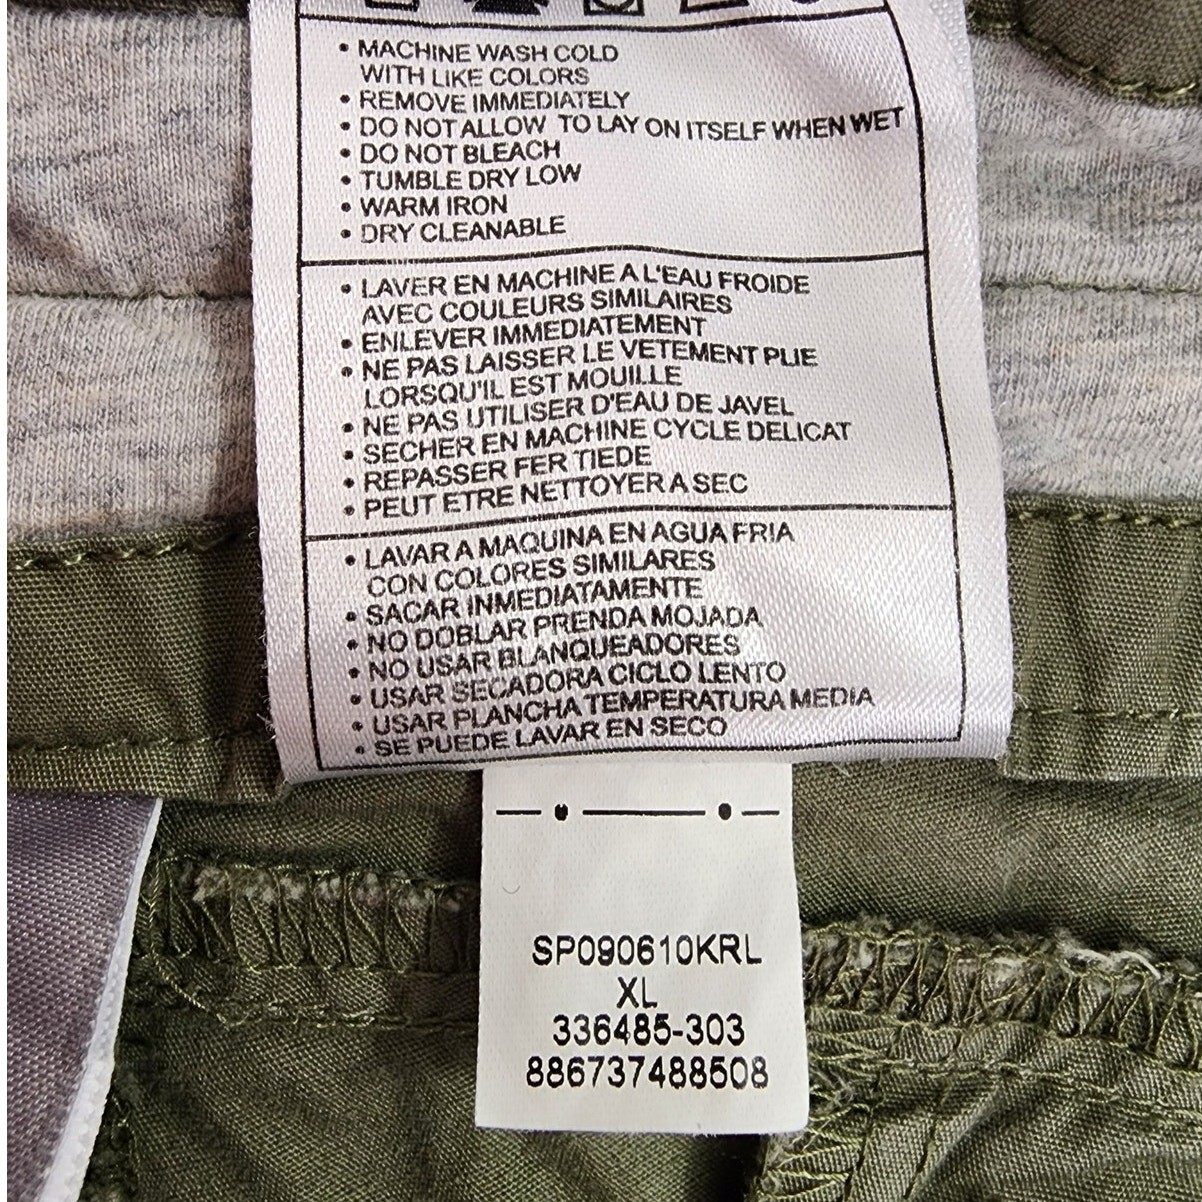 • MACHINE WASH COLD
WITH LIKE COLORS
• REMOVE IMMEDIATELY
• DO NOT ALLOW TO LAY ON ITSELF WHEN WET
• DO NOT BLEACH
• TUMBLE DRY LOW
• WARM IRON
• DRY CLEANABLE
• LAVER EN MACHINE A L'EAU FROIDE
AVEC COULEURS SIMILAIRES
• ENLEVER IMMEDIATEMENT
• NE PAS LAISSER LE VETEMENT PLIE
LORSQU'IL EST MOUILLE
• NE PAS UTILISER D'EAU DE JAVEL
• SECHER EN MACHINE CYCLE DELICAT
• REPASSER FER TIEDE
• PEUT ETRE NETTOYER A SEC
• LAVAR A MAQUINA EN AGUA FRIA
CON COLORES SIMILARES
• SACAR INMEDIATAMENTE
• NO DOBLAR PRENDA MOJADA
• NO USAR BLANQUEADORES
• USAR SECADORA CICLO LENTO
• USAR PLANCHA TEMPERATURA MEDIA
• SE PUEDE LAVAR EN SECO
SP090610KRL
XL
336485-303
886737488508